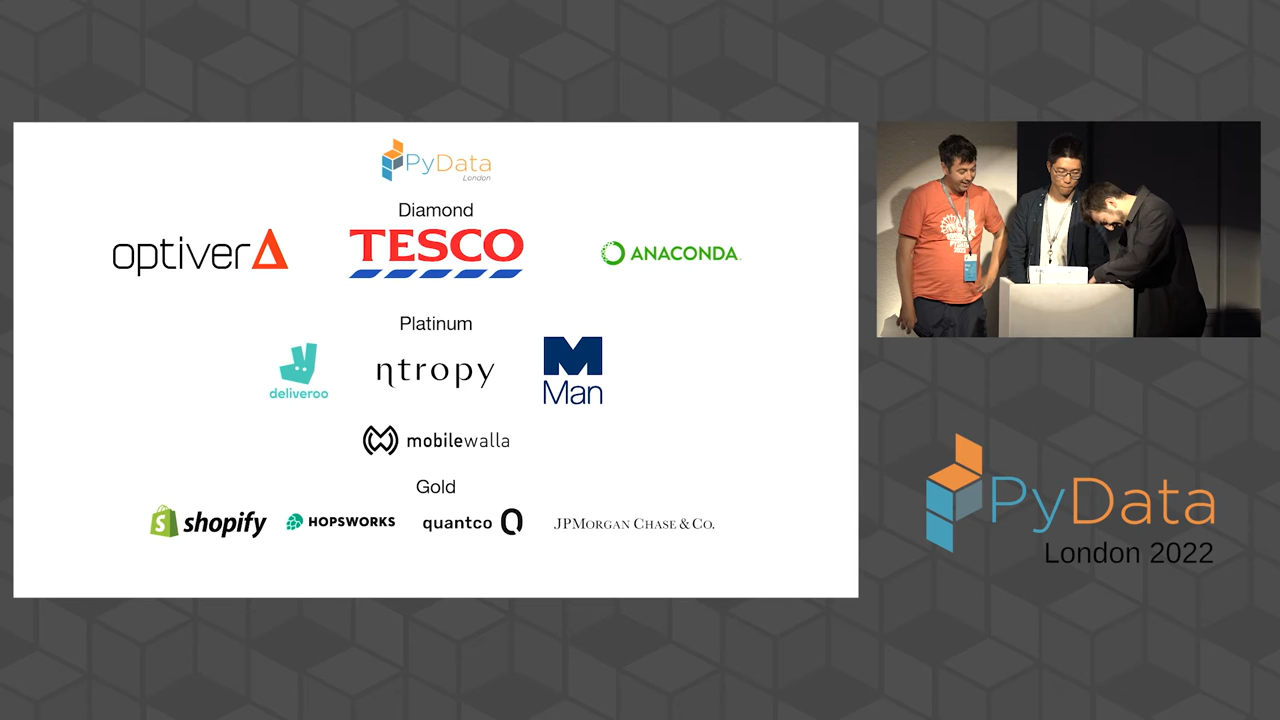 PyData
London
Diamond
optiver
TESCO
ANACONDA
Platinum
deliveroo
ntropy
Man
mobilewalla
Gold
shopify
HOPSWORKS
quantco
JPMORGAN CHASE & CO.
PyData
London 2022